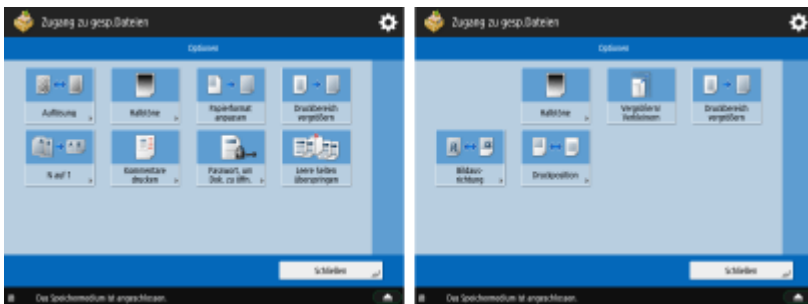 Zugang zu gesp.Dateien
Optionen
Auflösung
Halbtöne
Papierformat
anpassen
Druckbereich
vergrößern
N auf 1
Kommentare
drucken
Passwort, um
Dok. zu öffn.
Leere Seiten
überspringen
Schließen
Das Speichermedium ist angeschlossen.
Zugang zu gesp.Dateien
Optionen
Halbtöne
Vergrößern/
Verkleinern
Druckbereich
vergrößern
Bildaus-
richtung
Druckposition
Schließen
Das Speichermedium ist angeschlossen.